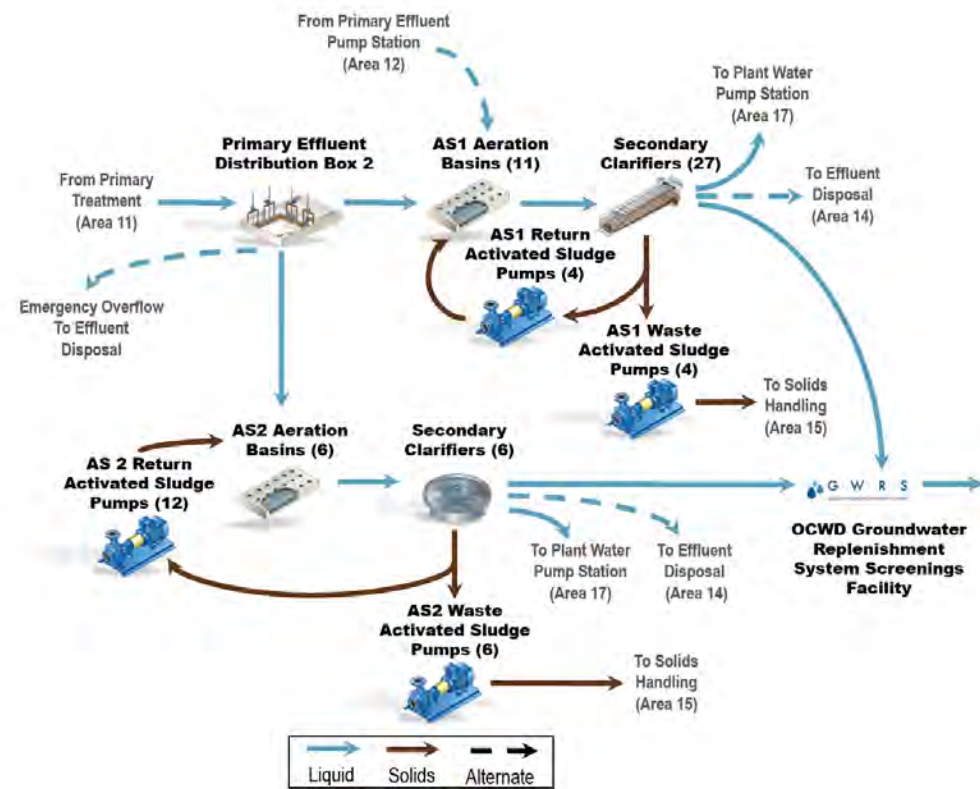 From Primary Effluent
Pump Station
(Area 12)
To Plant Water
Pump Station
(Area 17)
Primary Effluent
Distribution Box 2
AS1 Aeration
Basins (11)
Secondary
Clarifiers (27)
From Primary
Treatment
(Area 11)
To Effluent
Disposal
(Area 14)
AS1 Return
Activated Sludge
Pumps (4)
Emergency Overflow
To Effluent
Disposal
AS1 Waste
Activated Sludge
Pumps (4)
To Solids
Handling
(Area 15)
AS2 Aeration
Basins (6)
Secondary
Clarifiers (6)
AS 2 Return
Activated Sludge
Pumps (12)
G W R S
OCWD Groundwater
Replenishment
System Screenings
Facility
To Plant Water
Pump Station
(Area 17)
To Effluent
Disposal
(Area 14)
AS2 Waste
Activated Sludge
Pumps (6)
To Solids
Handling
(Area 15)
Liquid
Solids
Alternate